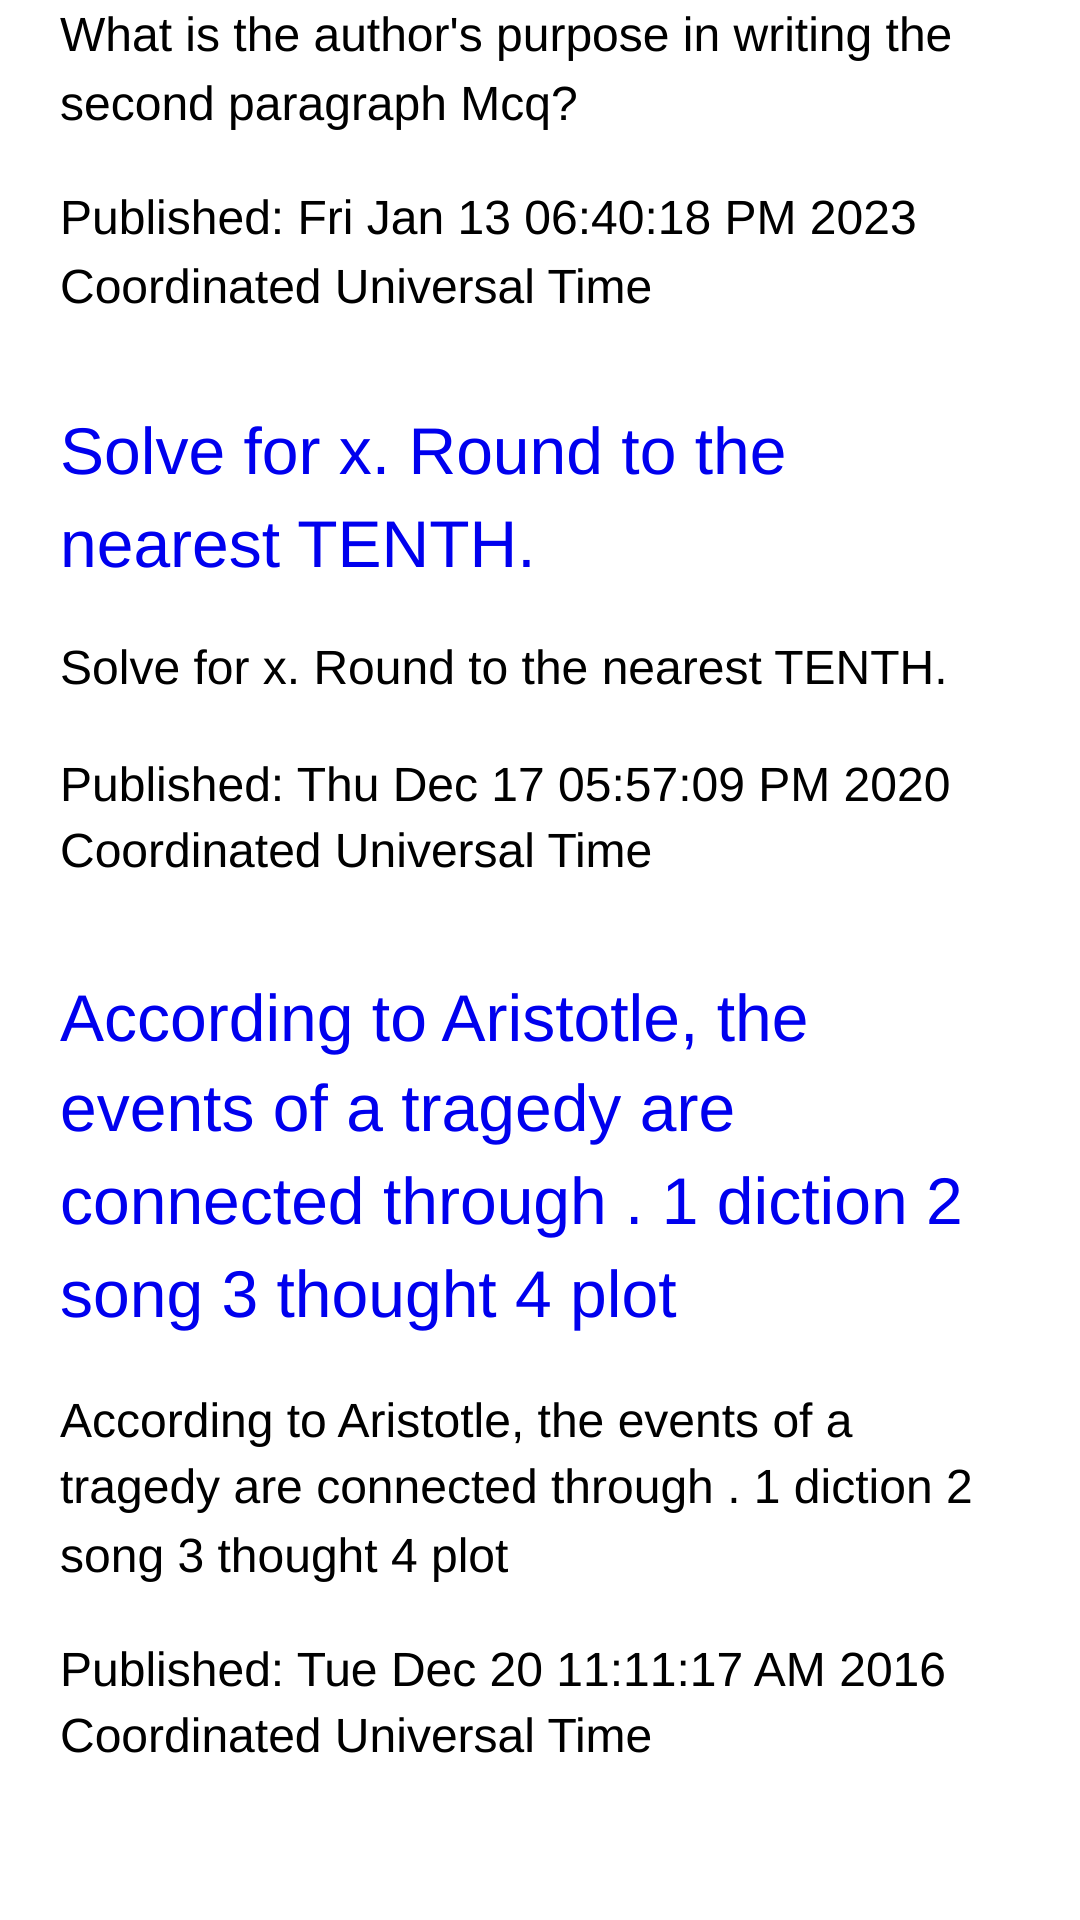 What is the author's purpose in writing the
second paragraph Mcq?
Published: Fri Jan 13 06:40:18 PM 2023
Coordinated Universal Time
Solve for x. Round to the
nearest TENTH.
Solve for x. Round to the nearest TENTH.
Published: Thu Dec 17 05:57:09 PM 2020
Coordinated Universal Time
According to Aristotle, the
events of a tragedy are
connected through . 1 diction 2
song 3 thought 4 plot
According to Aristotle, the events of a
tragedy are connected through . 1 diction 2
song 3 thought 4 plot
Published: Tue Dec 20 11:11:17 AM 2016
Coordinated Universal Time